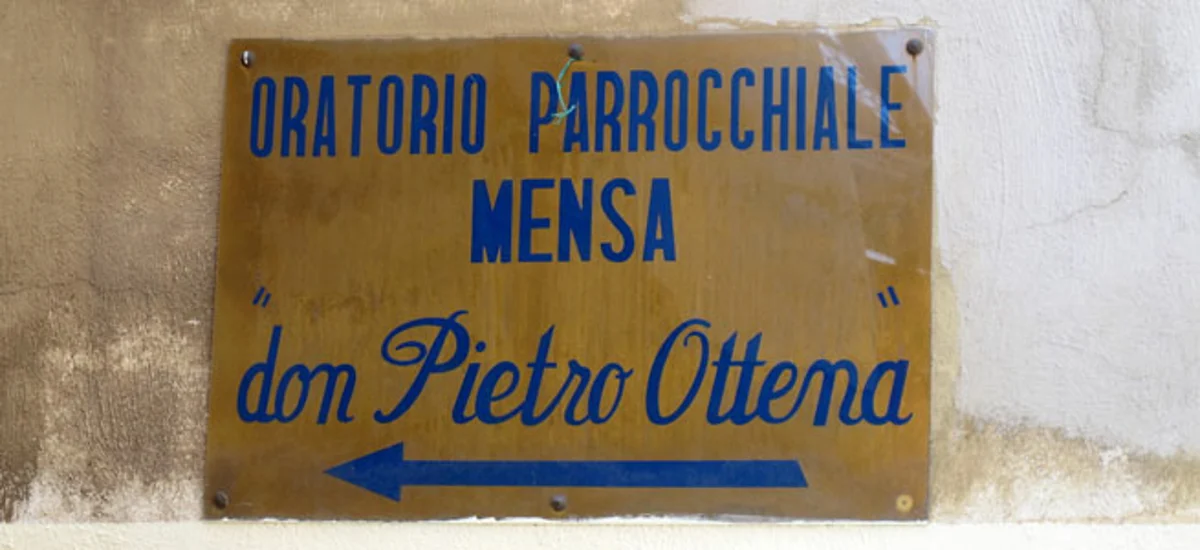 ORATORIO PARROCCHIALE
MENSA
"don Pietro Ottena"